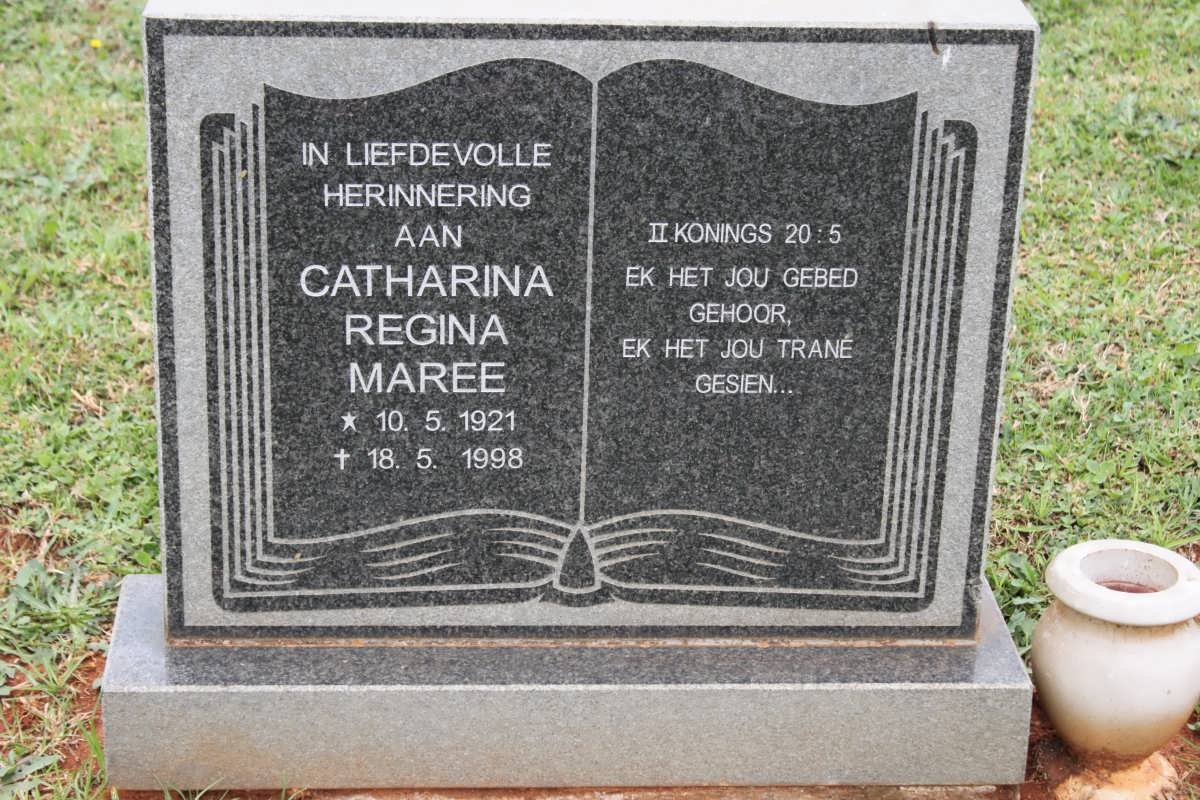 IN LIEFDEVOLLE
HERINNERING
AAN
CATHARINA
REGINA
MAREE
★ 10. 5. 1921
✝ 18. 5. 1998
II KONINGS 20 : 5
EK HET JOU GEBED
GEHOOR,
EK HET JOU TRANE
GESIEN...